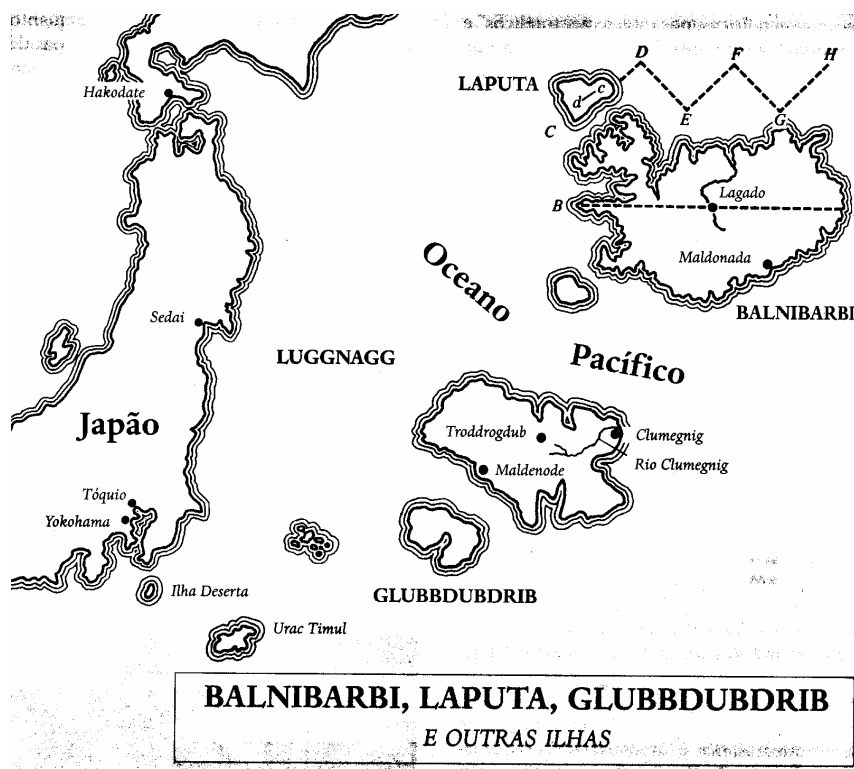 Hakodate
LAPUTA
D
F
H
c
d
E
G
C
B
Lagado
Maldonada
BALNIBARBI
Oceano
Pacífico
Sedai
LUGGNAGG
Japão
Troddrogdub
Clumegnig
Rio Clumegnig
Maldenode
Tóquio
Yokohama
GLUBBDUBDRIB
Ilha Deserta
Urac Timul
BALNIBARBI, LAPUTA, GLUBBDUBDRIB
E OUTRAS ILHAS